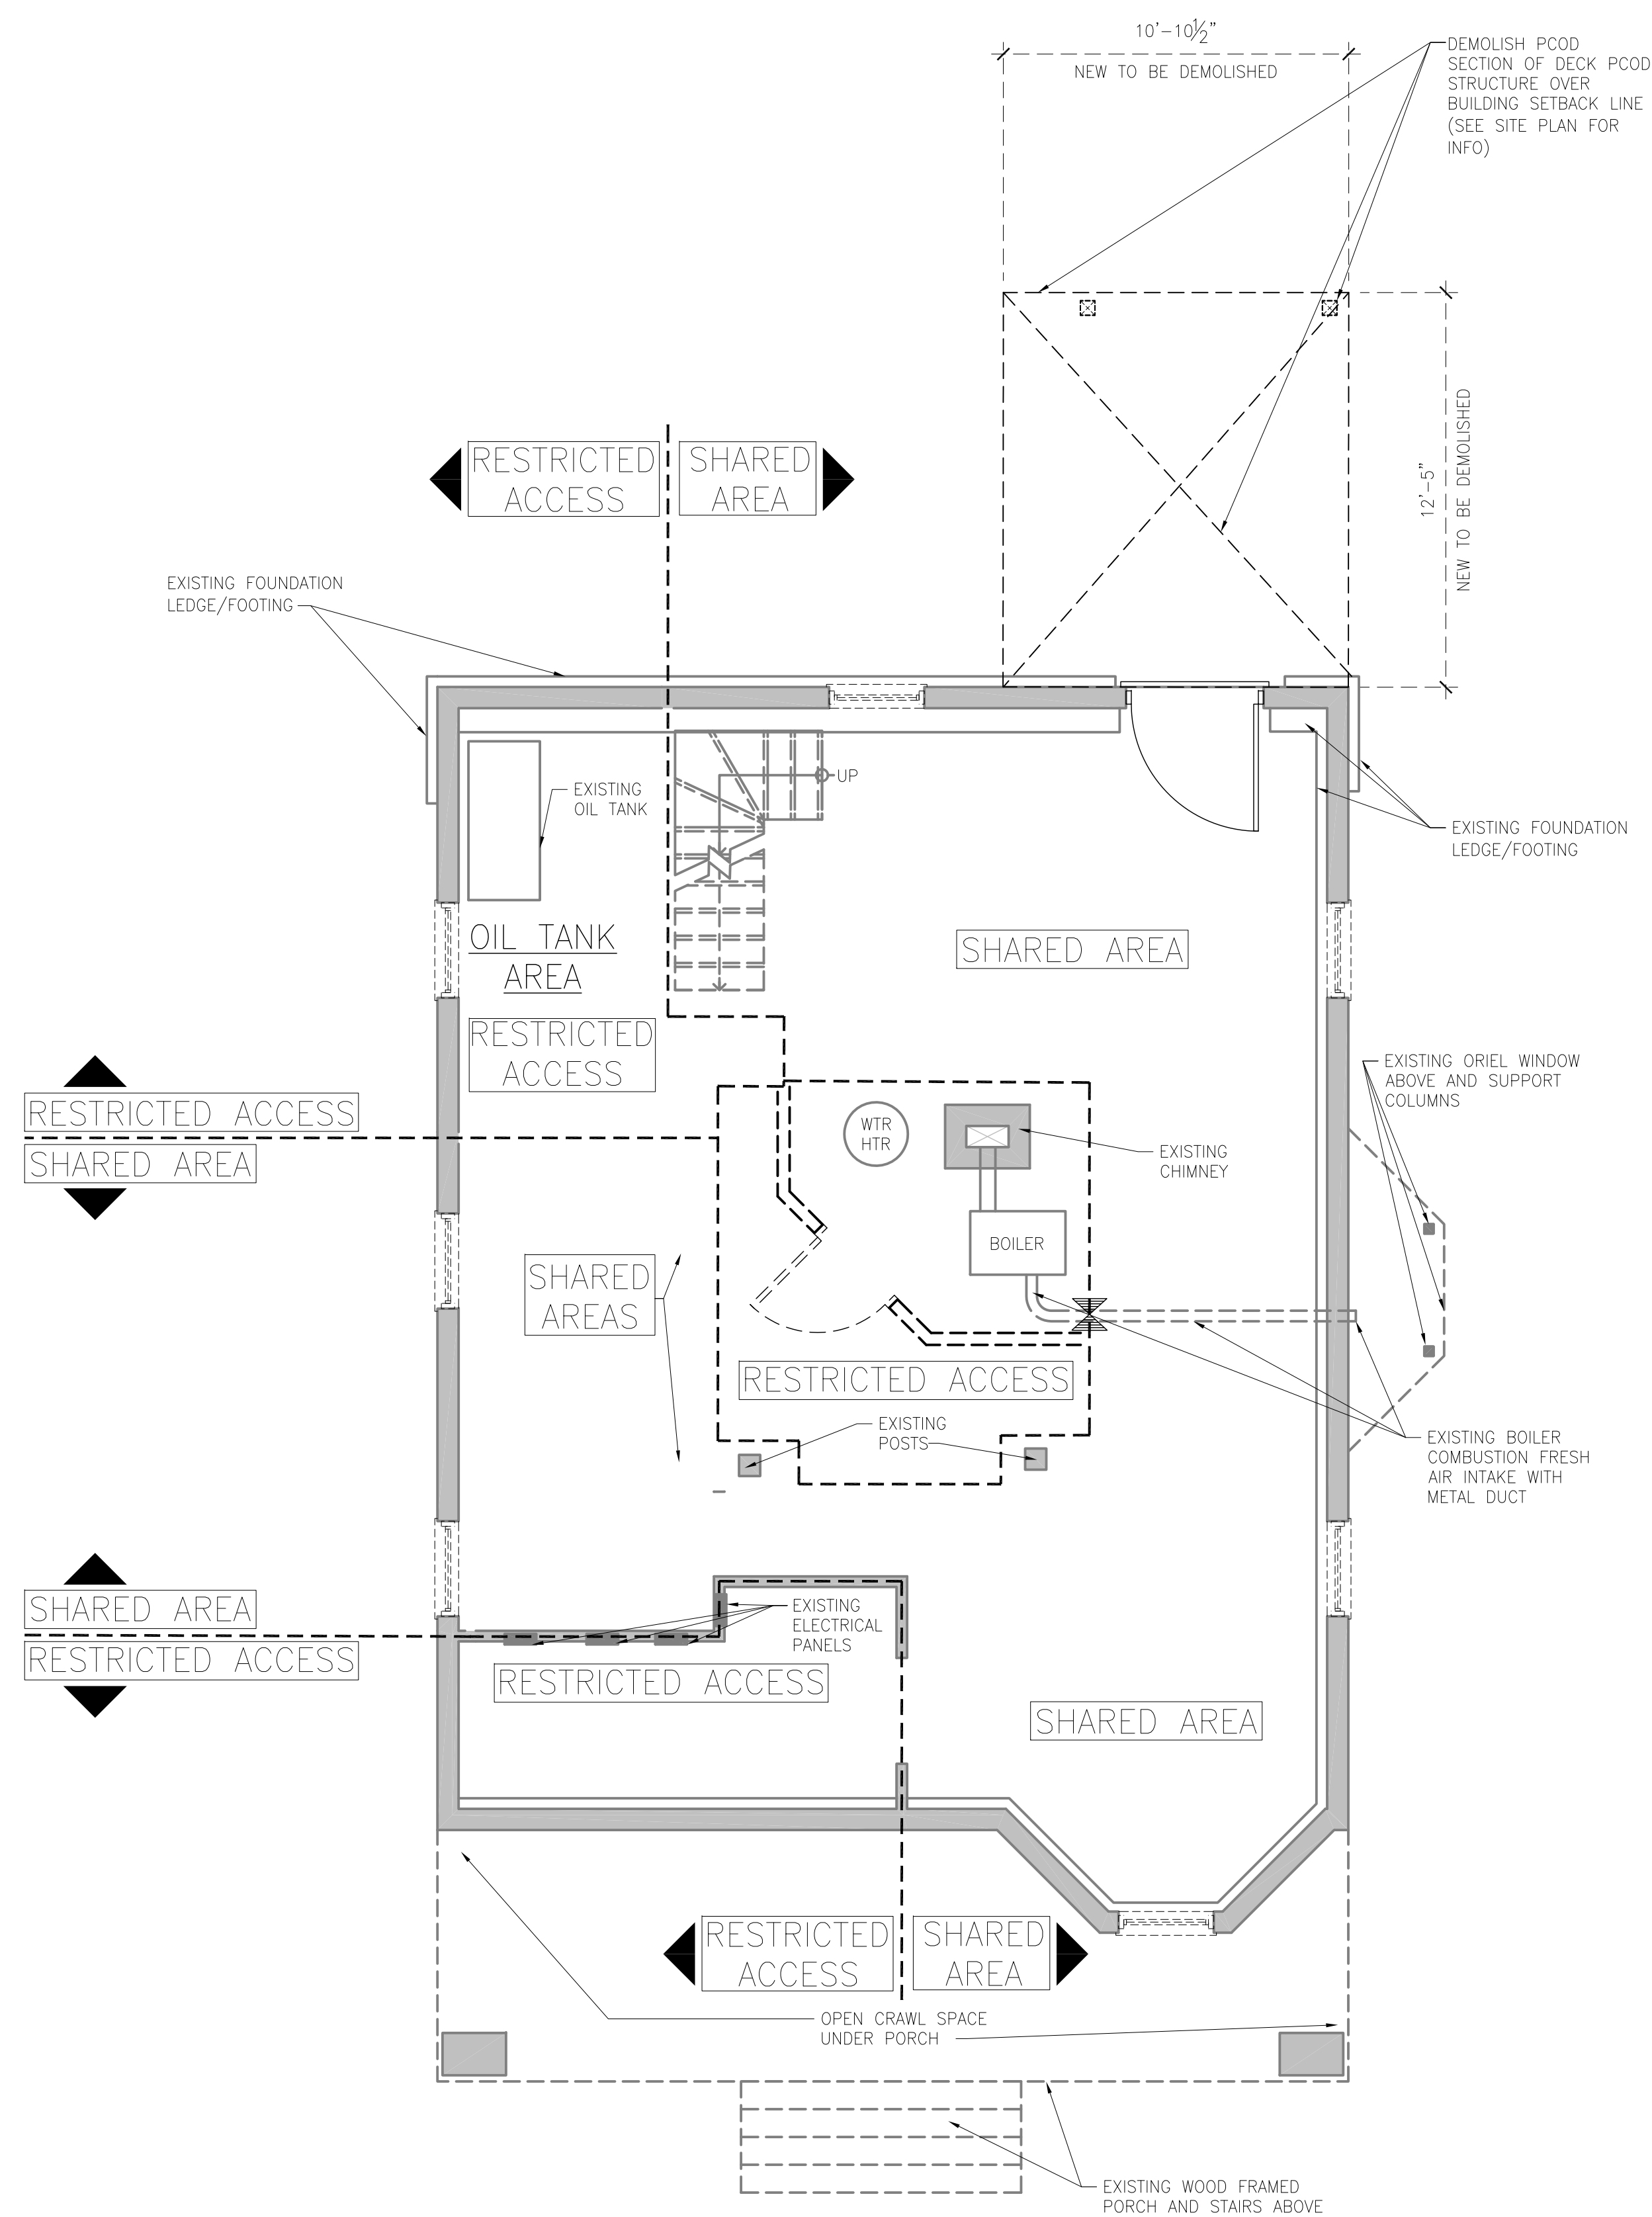 10'-10½"
NEW TO BE DEMOLISHED
DEMOLISH PCOD
SECTION OF DECK PCOD
STRUCTURE OVER
BUILDING SETBACK LINE
(SEE SITE PLAN FOR
INFO)
12'-5"
NEW TO BE DEMOLISHED
RESTRICTED
ACCESS
SHARED
AREA
EXISTING FOUNDATION
LEDGE/FOOTING
UP
EXISTING
OIL TANK
EXISTING FOUNDATION
LEDGE/FOOTING
OIL TANK
AREA
SHARED AREA
RESTRICTED
ACCESS
EXISTING ORIEL WINDOW
ABOVE AND SUPPORT
COLUMNS
RESTRICTED ACCESS
SHARED AREA
WTR
HTR
EXISTING
CHIMNEY
BOILER
SHARED
AREAS
RESTRICTED ACCESS
EXISTING
POSTS
EXISTING BOILER
COMBUSTION FRESH
AIR INTAKE WITH
METAL DUCT
SHARED AREA
RESTRICTED ACCESS
EXISTING
ELECTRICAL
PANELS
RESTRICTED ACCESS
SHARED AREA
RESTRICTED
ACCESS
SHARED
AREA
OPEN CRAWL SPACE
UNDER PORCH
EXISTING WOOD FRAMED
PORCH AND STAIRS ABOVE